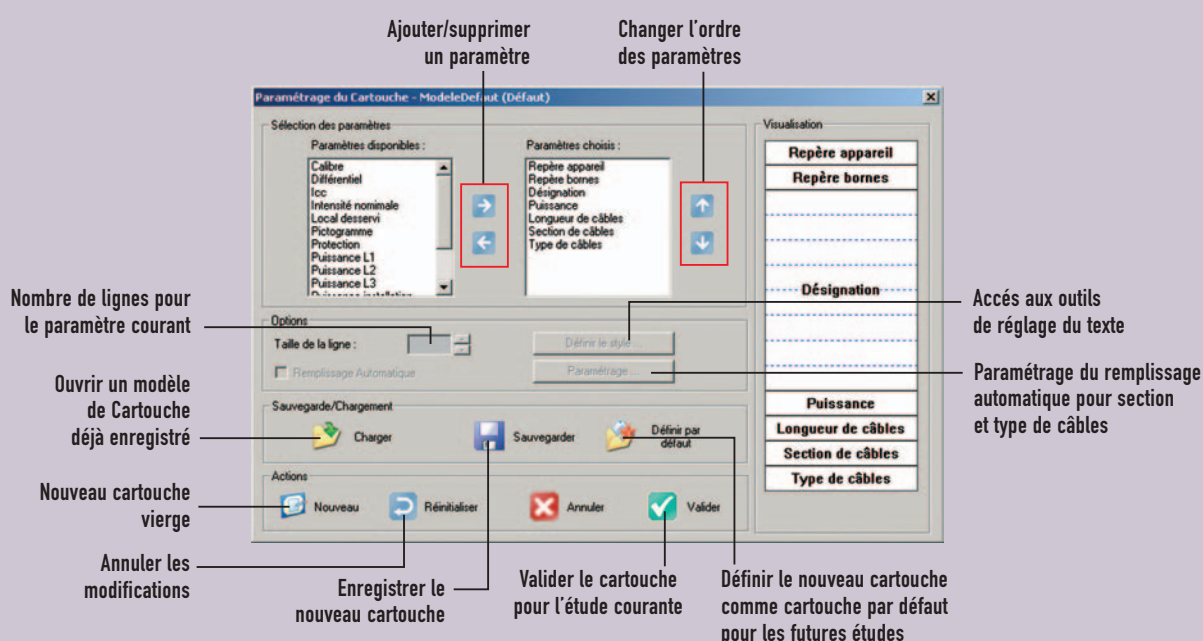 Ajouter/supprimer
un paramètre
Changer l'ordre
des paramètres
Paramétrage du Cartouche - ModeleDefaut (Défaut)
Sélection des paramètres
Paramètres disponibles :
Calibre
Différentiel
Icc
Intensité nomimale
Local desservi
Pictogramme
Protection
Puissance L1
Puissance L2
Puissance L3
Paramètres choisis :
Repère appareil
Repère bornes
Désignation
Puissance
Longueur de câbles
Section de câbles
Type de câbles
Visualisation
Repère appareil
Repère bornes
Désignation
Puissance
Longueur de câbles
Section de câbles
Type de câbles
Options
Taille de la ligne :
Définir le style ...
Remplissage Automatique
Paramétrage ...
Sauvegarde/Chargement
Charger
Sauvegarder
Définir par
défaut
Actions
Nouveau
Réinitialiser
Annuler
Valider
Nombre de lignes pour
le paramètre courant
Ouvrir un modèle
de Cartouche
déjà enregistré
Nouveau cartouche
vierge
Annuler les
modifications
Enregistrer le
nouveau cartouche
Valider le cartouche
pour l'étude courante
Définir le nouveau cartouche
comme cartouche par défaut
pour les futures études
Accés aux outils
de réglage du texte
Paramétrage du remplissage
automatique pour section
et type de câbles